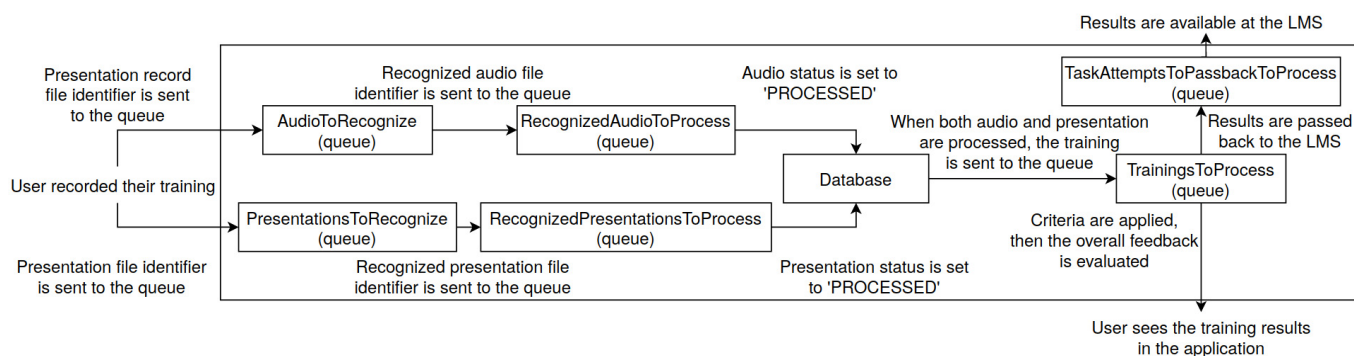 Results are available at the LMS
Presentation record
file identifier is sent
to the queue
Recognized audio file
identifier is sent to the queue
Audio status is set to
'PROCESSED'
TaskAttemptsToPassbackToProcess
(queue)
AudioToRecognize
(queue)
RecognizedAudioToProcess
(queue)
When both audio and presentation
are processed, the training
is sent to the queue
Results are passed
back to the LMS
User recorded their training
Database
TrainingsToProcess
(queue)
PresentationsToRecognize
(queue)
RecognizedPresentationsToProcess
(queue)
Criteria are applied,
then the overall feedback
is evaluated
Presentation file identifier
is sent to the queue
Recognized presentation file
identifier is sent to the queue
Presentation status is set
to 'PROCESSED'
User sees the training results
in the application